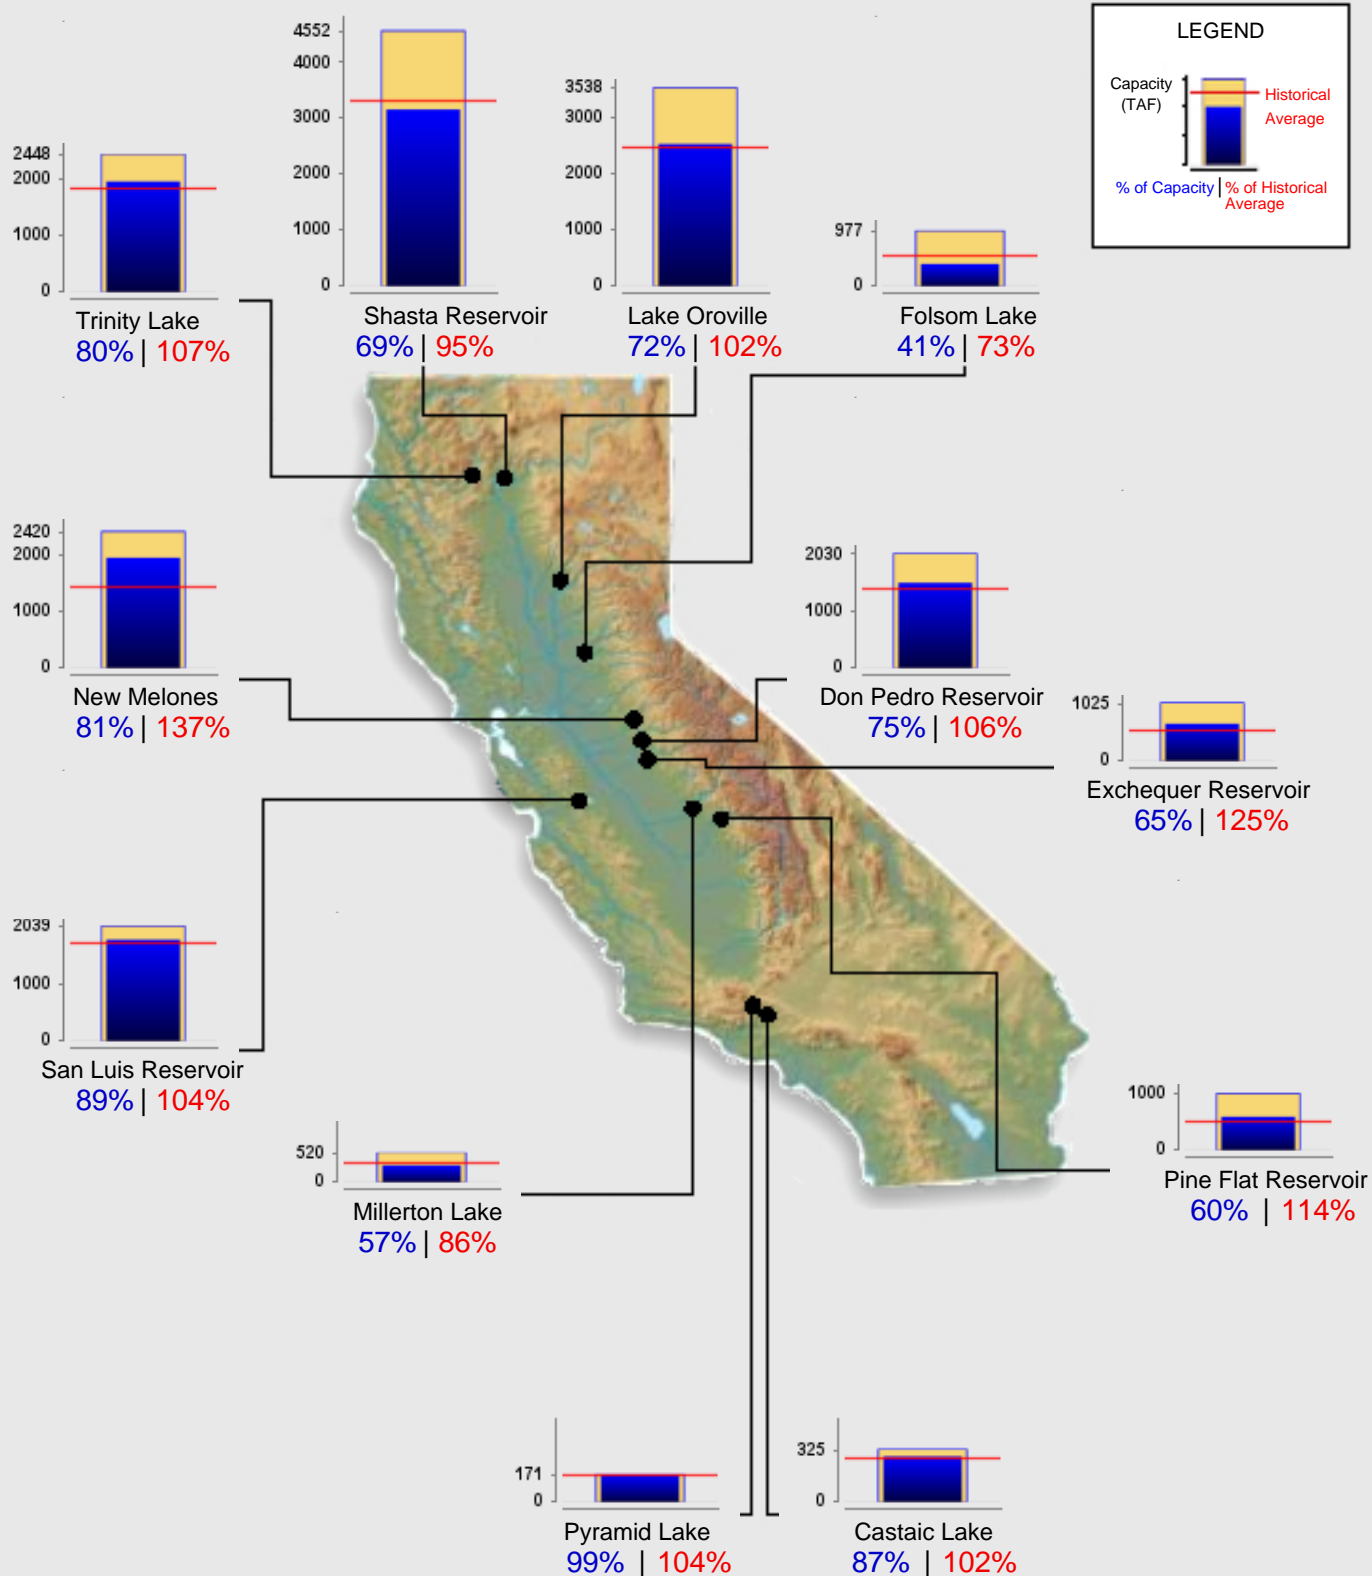 LEGEND
Capacity
(TAF)
Historical
Average
% of Capacity | % of Historical
Average
4552
4000
3000
2000
1000
0
Shasta Reservoir
69% | 95%
3538
3000
2000
1000
0
Lake Oroville
72% | 102%
2448
2000
1000
0
Trinity Lake
80% | 107%
977
0
Folsom Lake
41% | 73%
2420
2000
1000
0
New Melones
81% | 137%
2030
1000
0
Don Pedro Reservoir
75% | 106%
1025
0
Exchequer Reservoir
65% | 125%
2039
1000
0
San Luis Reservoir
89% | 104%
520
0
Millerton Lake
57% | 86%
1000
0
Pine Flat Reservoir
60% | 114%
171
0
Pyramid Lake
99% | 104%
325
0
Castaic Lake
87% | 102%